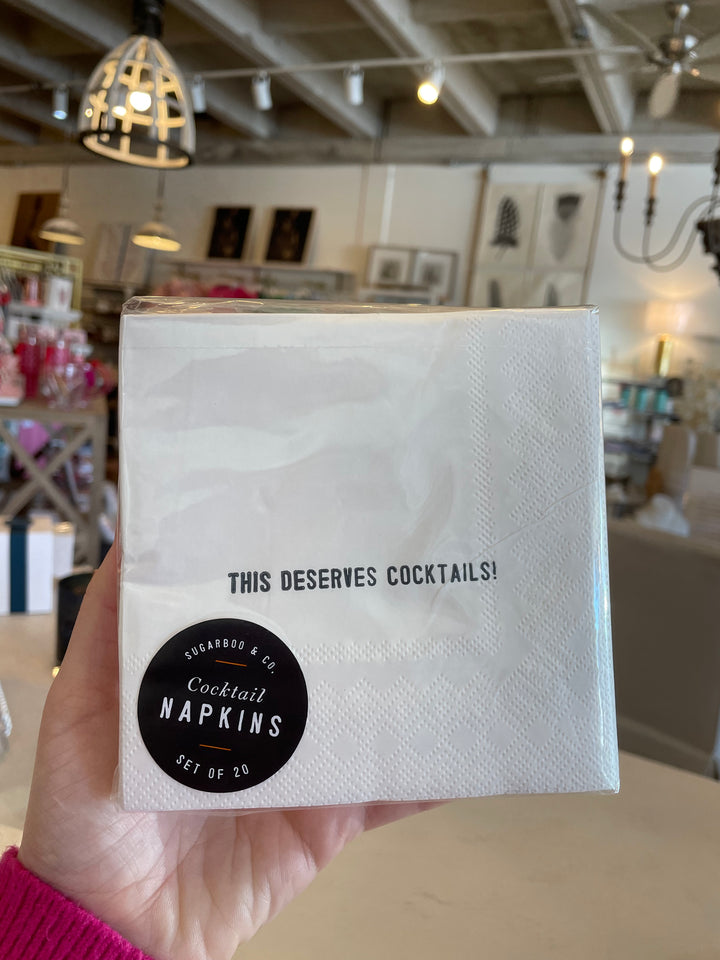 THIS DESERVES COCKTAILS!
SUGARBOO & CO.
Cocktail
NAPKINS
SET OF 20